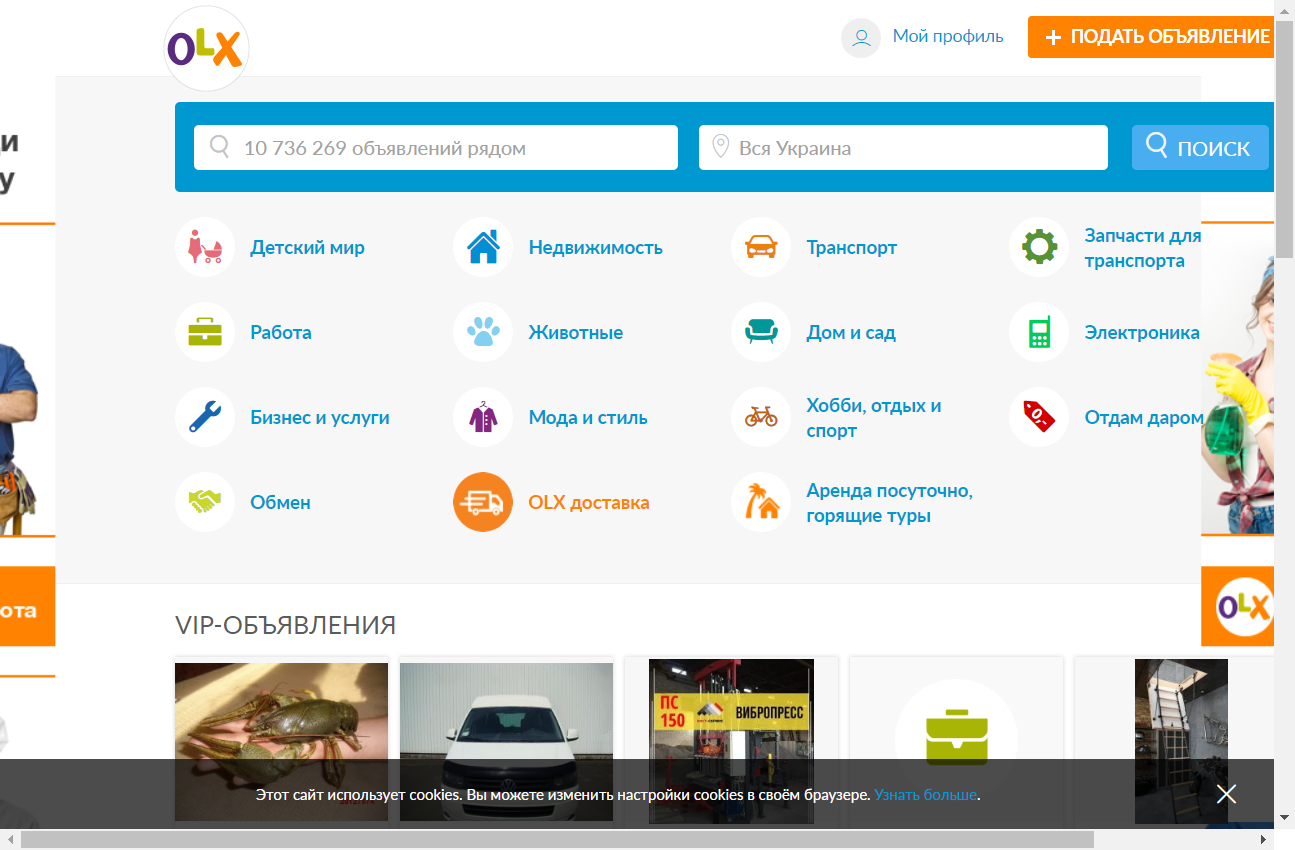 OLX
Мой профиль
+ ПОДАТЬ ОБЪЯВЛЕНИЕ
10 736 269 объявлений рядом
Вся Украина
ПОИСК
Детский мир
Недвижимость
Транспорт
Запчасти для
транспорта
Работа
Животные
Дом и сад
Электроника
Бизнес и услуги
Мода и стиль
Хобби, отдых и
спорт
0,-
Отдам даром
Обмен
OLX доставка
Аренда посуточно,
горящие туры
OLX
VIP-ОБЪЯВЛЕНИЯ
ПС
150
ВИБРОПРЕСС
Этот сайт использует cookies. Вы можете изменить настройки cookies в своём браузере. Узнать больше.